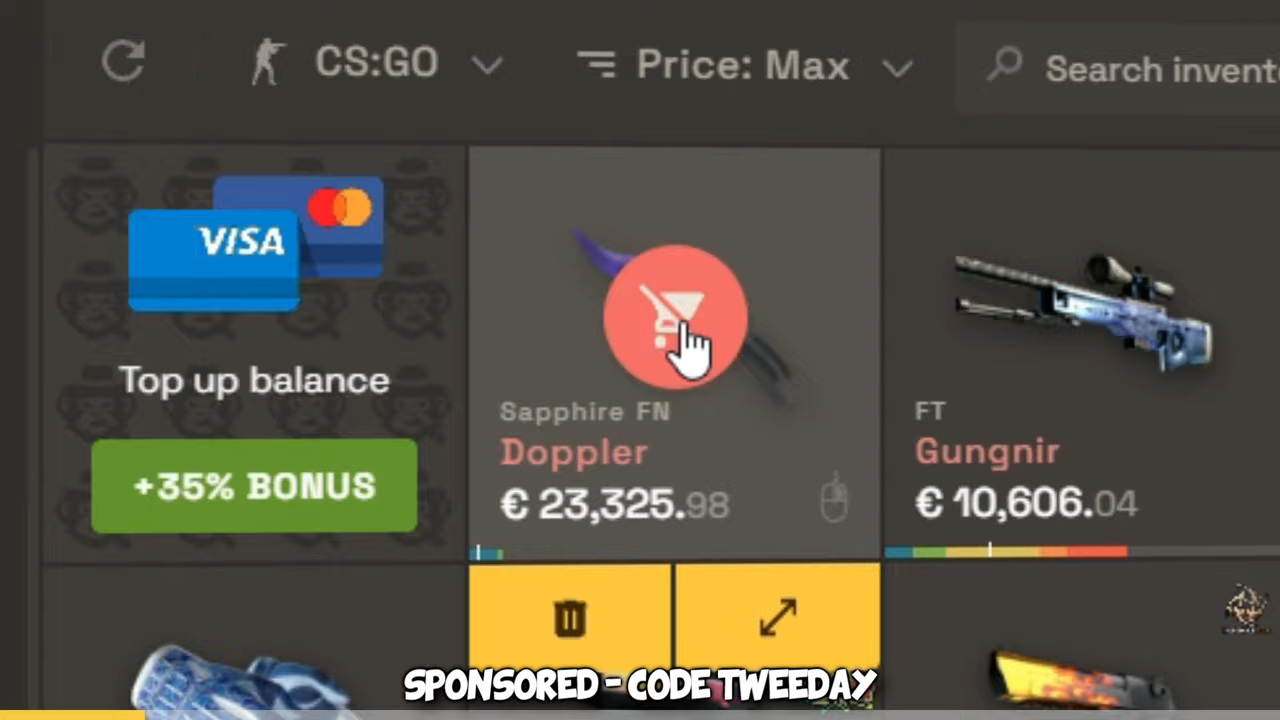 CS:GO
Price: Max
Search invent
VISA
Top up balance
+35% BONUS
Sapphire FN
Doppler
€ 23,325.98
FT
Gungnir
€ 10,606.04
SPONSORED - CODE TWEEDAY